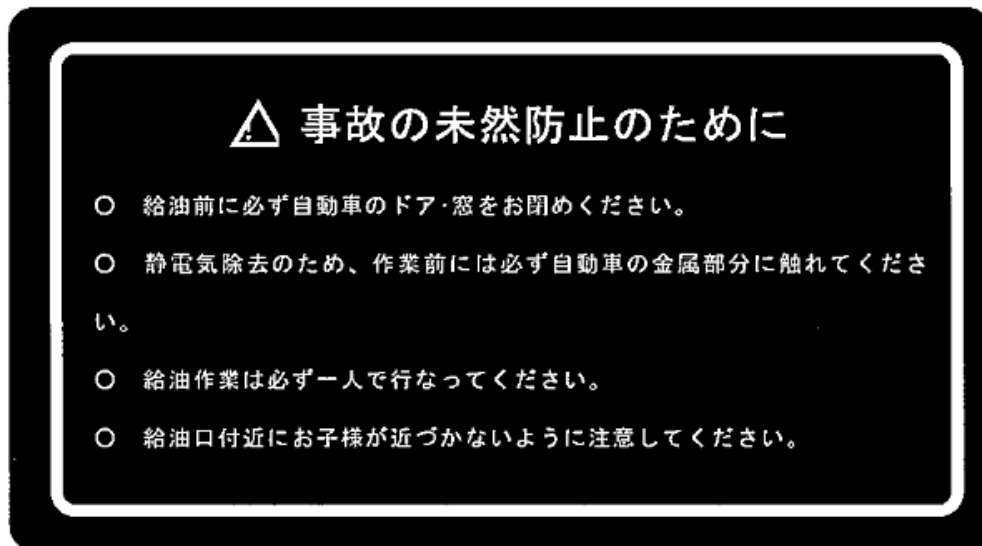 ⚠ 事故の未然防止のために
○ 給油前に必ず自動車のドア・窓をお閉めください。
○ 静電気除去のため、作業前には必ず自動車の金属部分に触れてくださ
い。
○ 給油作業は必ず一人で行なってください。
○ 給油口付近にお子様が近づかないように注意してください。